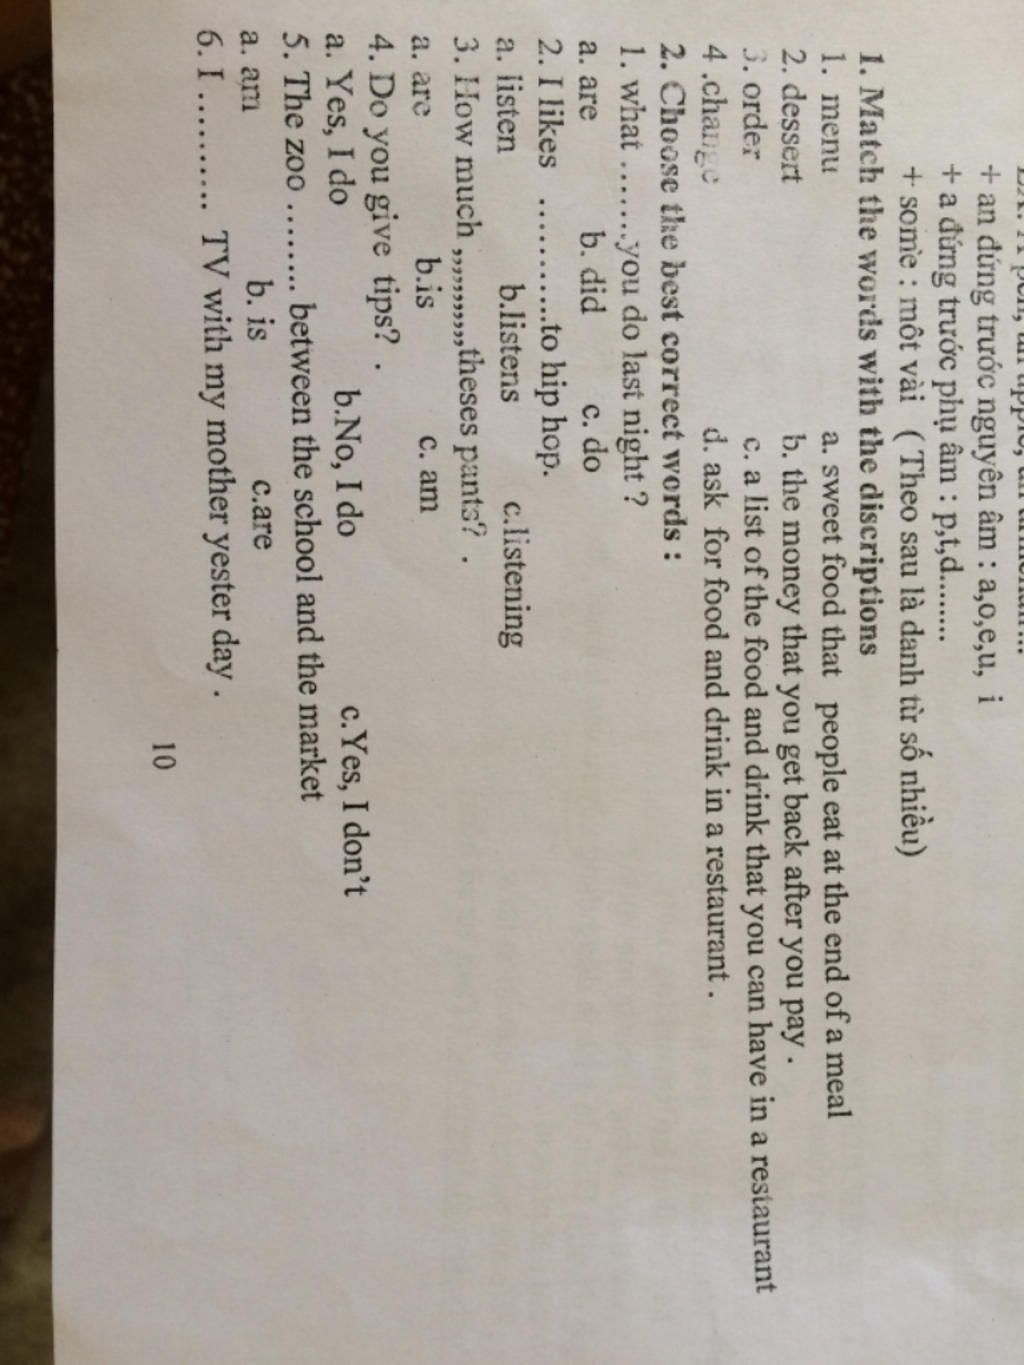 + an đứng trước nguyên âm : a,o,e,u, i
+ a đứng trước phụ âm : p,t,d........
+ somè : môt vài ( Theo sau là danh từ số nhiều)
1. Match the words with the discriptions
1. menu a. sweet food that people eat at the end of a meal
2. dessert b. the money that you get back after you pay .
3. order c. a list of the food and drink that you can have in a restaurant
4 .change d. ask for food and drink in a restaurant .
2. Choose the best correct words :
1. what .......you do last night ?
a. are b. did c. do
2. I likes ..........to hip hop.
a. listen b.listens c.listening
3. How much ,,,,,,,,,,,theses pants? .
a. are b.is c. am
4. Do you give tips? .
a. Yes, I do b.No, I do c.Yes, I don't
5. The zoo ........ between the school and the market
a. am b. is c.are
6. I .......... TV with my mother yester day .
10